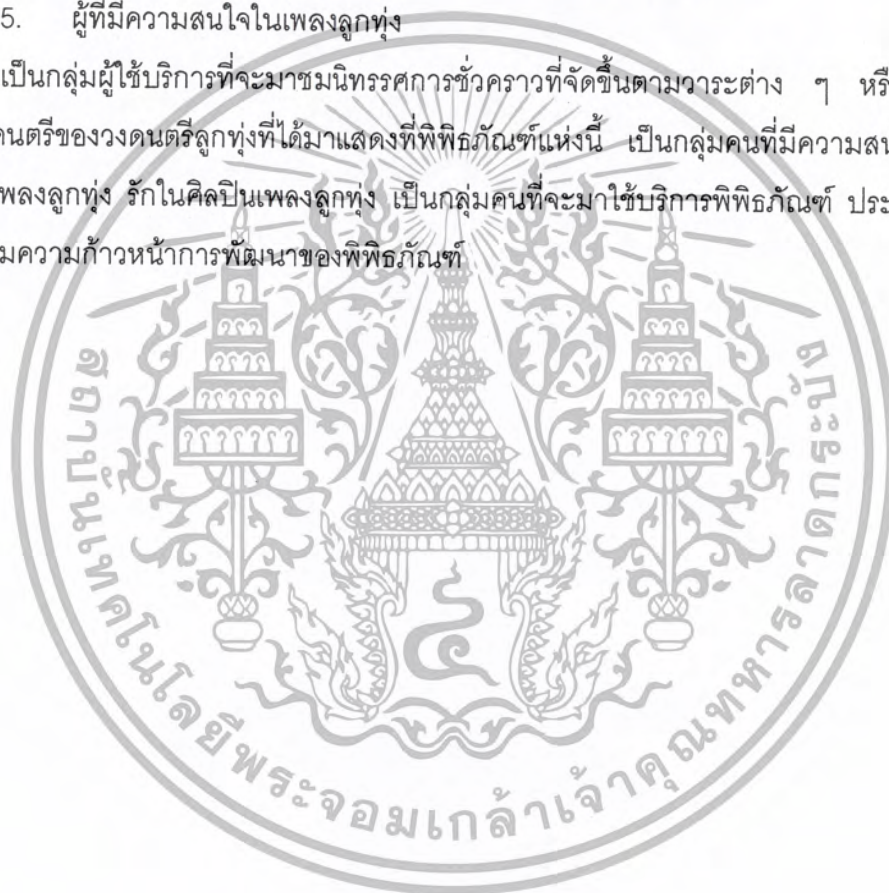 5. ผู้ที่มีความสนใจในเพลงลูกทุ่ง
เป็นกลุ่มผู้ใช้บริการที่จะมาชมนิทรรศการชั่วคราวที่จัดขึ้นตามวาระต่าง ๆ หรื
นตรีของวงดนตรีลูกทุ่งที่ได้มาแสดงที่พิพิธภัณฑ์แห่งนี้ เป็นกลุ่มคนที่มีความสน
พลงลูกทุ่ง รักในศิลปินเพลงลูกทุ่ง เป็นกลุ่มคนที่จะมาใช้บริการพิพิธภัณฑ์ ประ
มความก้าวหน้าการพัฒนาของพิพิธภัณฑ์
สถาบันเทคโนโลยีพระจอมเกล้าเจ้าคุณทหารลาดกระบัง
๔